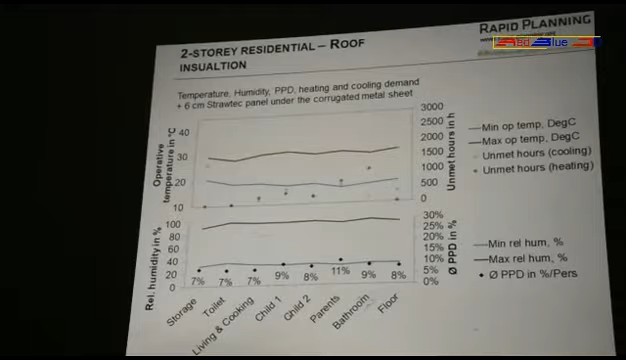 RAPID PLANNING
Red Blue
2-STOREY RESIDENTIAL – ROOF
INSUALTION
Temperature, Humidity, PPD, heating and cooling demand
+ 6 cm Strawtec panel under the corrugated metal sheet
Operative
temperature in °C
40
30
20
10
3000
2500
2000
1500
1000
500
0
Unmet hours in h
Min op temp, DegC
Max op temp, DegC
Unmet hours (cooling)
Unmet hours (heating)
Rel. humidity in %
100
80
60
40
20
0
30%
25%
20%
15%
10%
5%
0%
Ø PPD in %
Min rel hum, %
Max rel hum, %
Ø PPD in %/Pers
7% 7% 7% 9% 8% 11% 9% 8%
Storage
Toilet
Living & Cooking
Child 1
Child 2
Parents
Bathroom
Floor